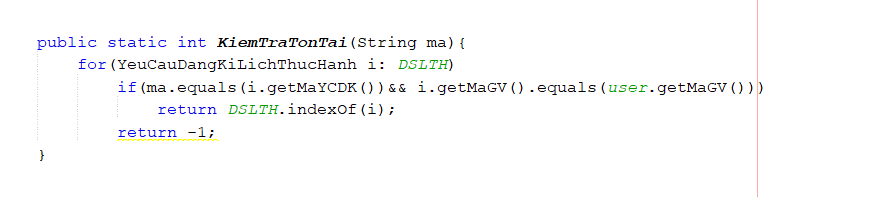 public static int KiemTraTonTai(String ma){
for(YeuCauDangKiLichThucHanh i: DSLTH)
if(ma.equals(i.getMaYCDK())&& i.getMaGV().equals(user.getMaGV()))
return DSLTH.indexOf(i);
return -1;
}